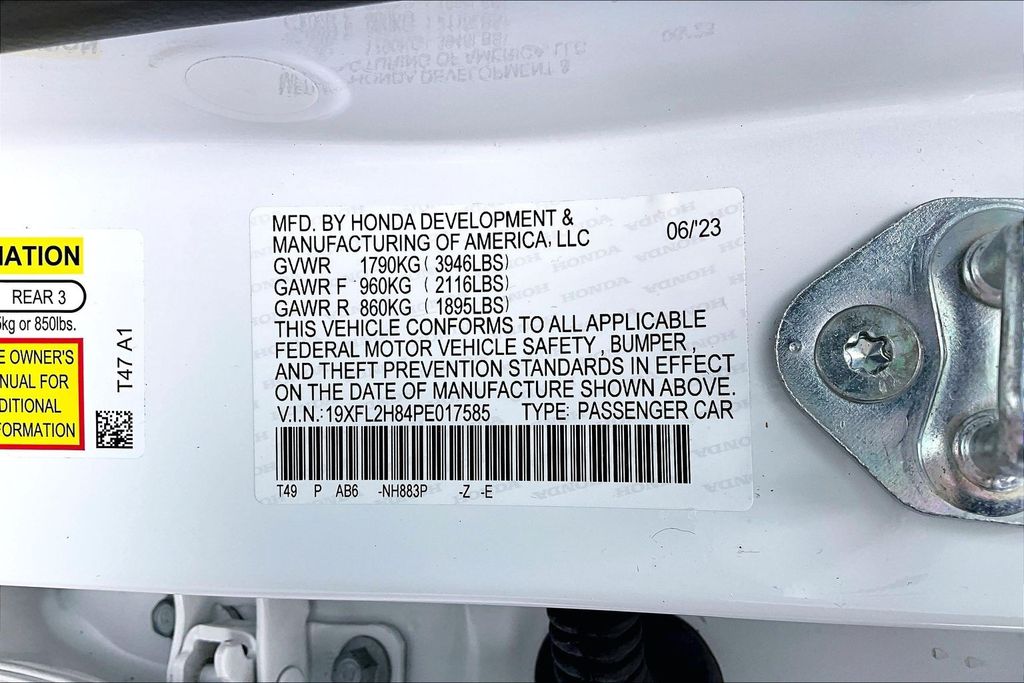 MATION
REAR 3
kg or 850lbs.
E OWNER'S
NUAL FOR
DITIONAL
FORMATION
T47 A1
MFD. BY HONDA DEVELOPMENT &
MANUFACTURING OF AMERICA, LLC
06/'23
GVWR 1790KG ( 3946LBS)
GAWR F 960KG ( 2116LBS)
GAWR R 860KG ( 1895LBS)
THIS VEHICLE CONFORMS TO ALL APPLICABLE
FEDERAL MOTOR VEHICLE SAFETY , BUMPER ,
AND THEFT PREVENTION STANDARDS IN EFFECT
ON THE DATE OF MANUFACTURE SHOWN ABOVE.
V.I.N.:19XFL2H84PE017585 TYPE: PASSENGER CAR
T49 P AB6 -NH883P -Z -E